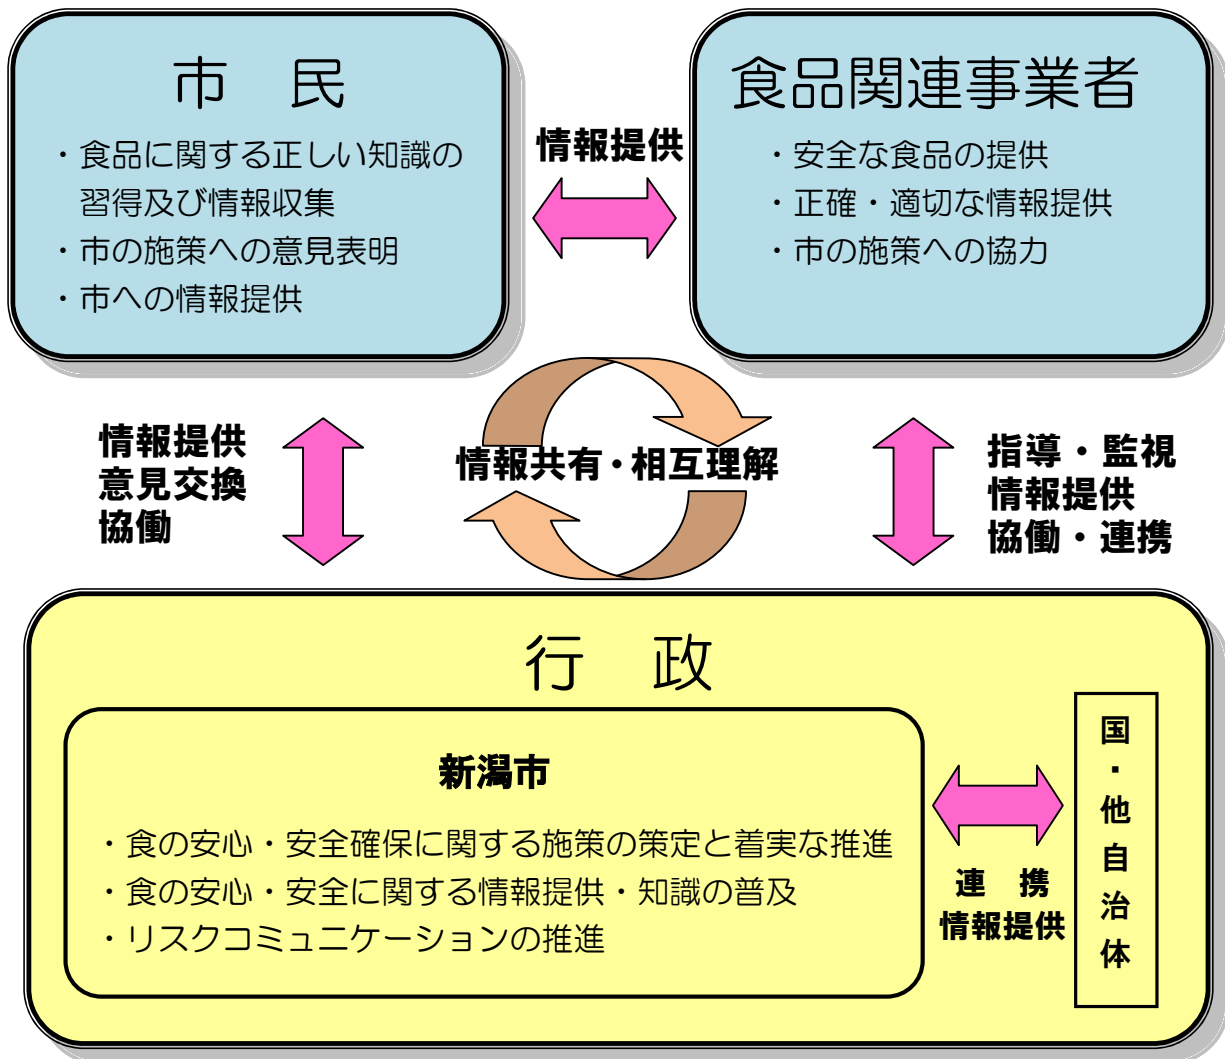 市　民
・食品に関する正しい知識の
習得及び情報収集
・市の施策への意見表明
・市への情報提供
情報提供
食品関連事業者
・安全な食品の提供
・正確・適切な情報提供
・市の施策への協力
情報提供
意見交換
協働
情報共有・相互理解
指導・監視
情報提供
協働・連携
行　政
新潟市
・食の安心・安全確保に関する施策の策定と着実な推進
・食の安心・安全に関する情報提供・知識の普及
・リスクコミュニケーションの推進
連　携
情報提供
国・他自治体